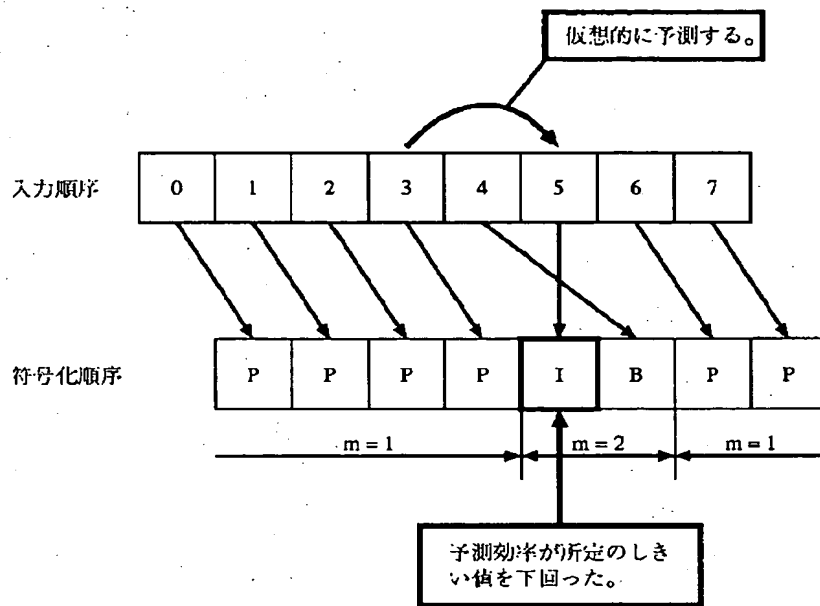 仮想的に予測する。
入力順序
0 1 2 3 4 5 6 7
符号化順序
P P P P I B P P
m = 1 m = 2 m = 1
予測効率が所定のしき
い値を下回った。